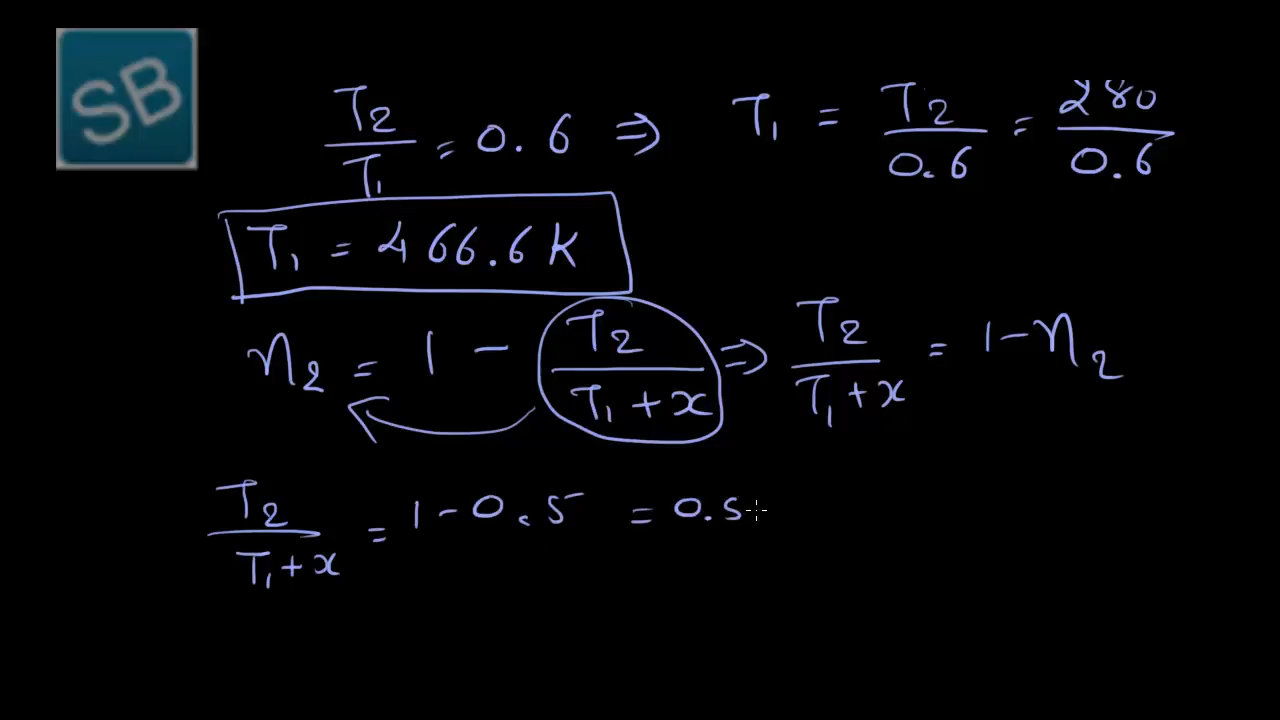 SB
T₂/T₁ = 0.6 ⇒ T₁ = T₂/0.6 = 280/0.6
T₁ = 466.6 K
η₂ = 1 - T₂/(T₁ + x) ⇒ T₂/(T₁ + x) = 1 - η₂
T₂/(T₁ + x) = 1 - 0.5 = 0.5